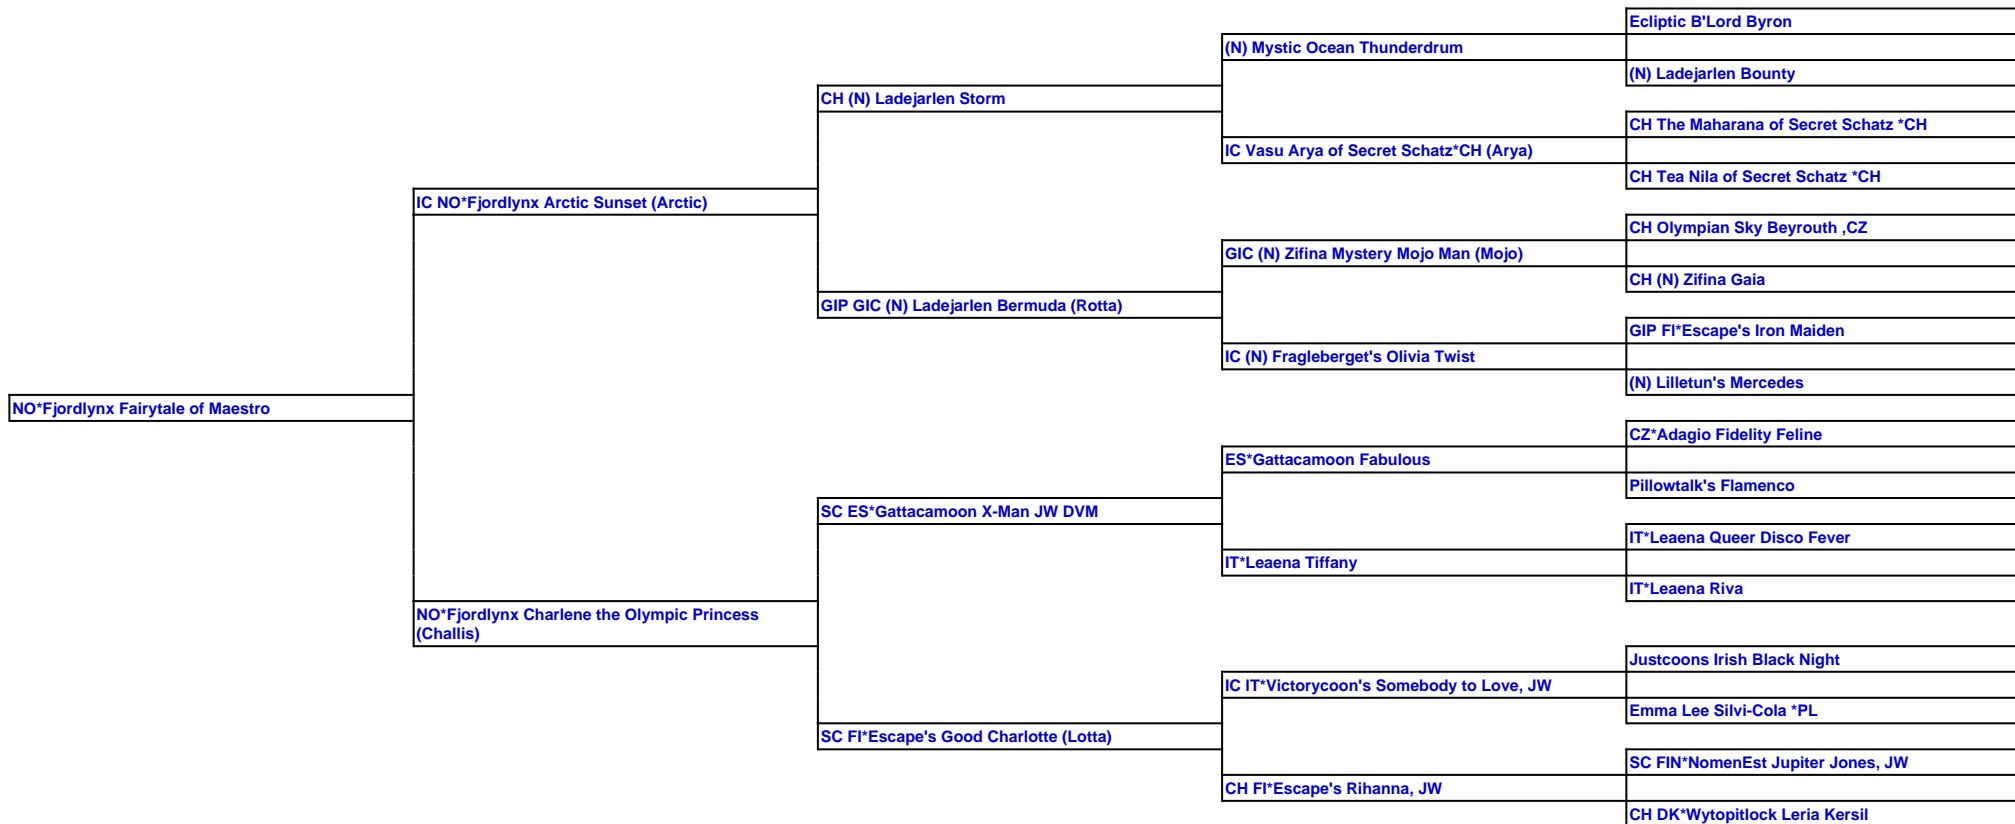 Ecliptic B'Lord Byron
(N) Mystic Ocean Thunderdrum
(N) Ladejarlen Bounty
CH (N) Ladejarlen Storm
CH The Maharana of Secret Schatz *CH
IC Vasu Arya of Secret Schatz*CH (Arya)
CH Tea Nila of Secret Schatz *CH
IC NO*Fjordlynx Arctic Sunset (Arctic)
CH Olympian Sky Beyrouth ,CZ
GIC (N) Zifina Mystery Mojo Man (Mojo)
CH (N) Zifina Gaia
GIP GIC (N) Ladejarlen Bermuda (Rotta)
GIP FI*Escape's Iron Maiden
IC (N) Fragleberget's Olivia Twist
(N) Lilletun's Mercedes
NO*Fjordlynx Fairytale of Maestro
CZ*Adagio Fidelity Feline
ES*Gattacamoon Fabulous
Pillowtalk's Flamenco
SC ES*Gattacamoon X-Man JW DVM
IT*Leaena Queer Disco Fever
IT*Leaena Tiffany
IT*Leaena Riva
NO*Fjordlynx Charlene the Olympic Princess
(Challis)
Justcoons Irish Black Night
IC IT*Victorycoon's Somebody to Love, JW
Emma Lee Silvi-Cola *PL
SC FI*Escape's Good Charlotte (Lotta)
SC FIN*NomenEst Jupiter Jones, JW
CH FI*Escape's Rihanna, JW
CH DK*Wytopitlock Leria Kersil